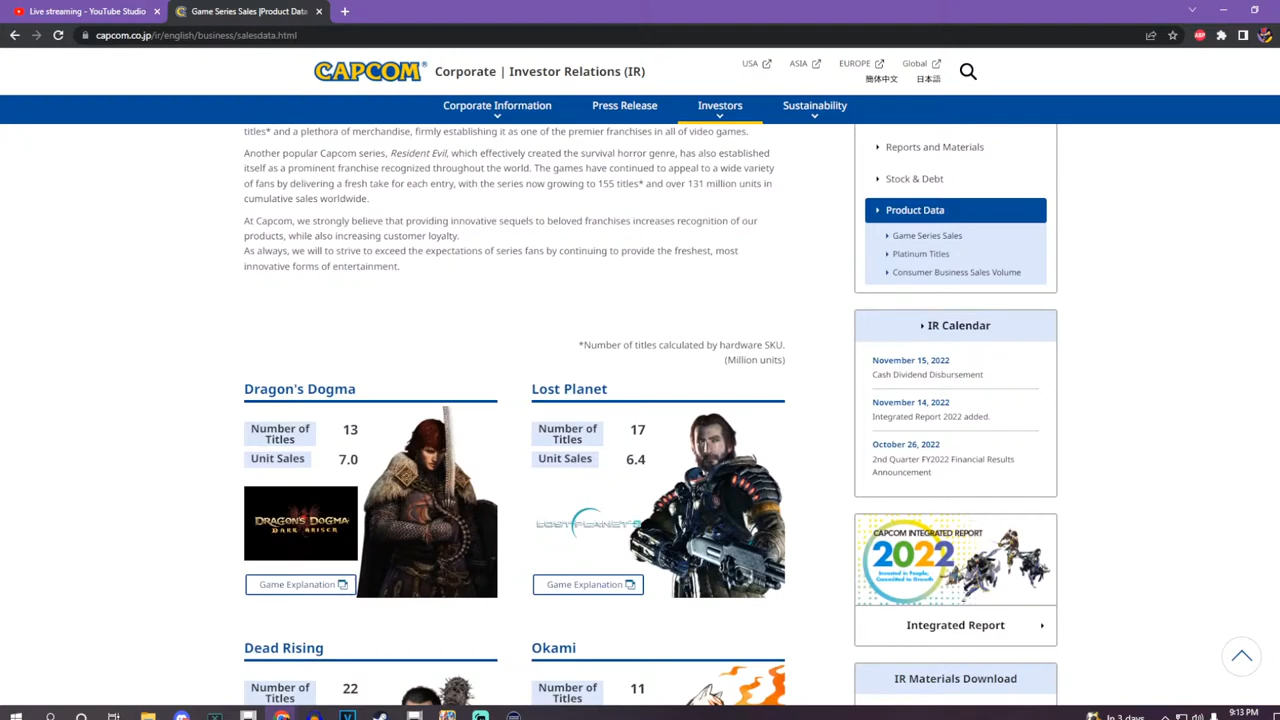 Live streaming - YouTube Studio
Game Series Sales |Product Data
capcom.co.jp/ir/english/business/salesdata.html
CAPCOM
Corporate | Investor Relations (IR)
USA
ASIA
EUROPE
Global
簡体中文
日本語
Corporate Information
Press Release
Investors
Sustainability
titles* and a plethora of merchandise, firmly establishing it as one of the premier franchises in all of video games.
Another popular Capcom series, Resident Evil, which effectively created the survival horror genre, has also established
itself as a prominent franchise recognized throughout the world. The games have continued to appeal to a wide variety
of fans by delivering a fresh take for each entry, with the series now growing to 155 titles* and over 131 million units in
cumulative sales worldwide.
At Capcom, we strongly believe that providing innovative sequels to beloved franchises increases recognition of our
products, while also increasing customer loyalty.
As always, we will to strive to exceed the expectations of series fans by continuing to provide the freshest, most
innovative forms of entertainment.
*Number of titles calculated by hardware SKU.
(Million units)
Dragon's Dogma
Number of
Titles
13
Unit Sales
7.0
DRAGON'S DOGMA
DARK ARISEN
Game Explanation
Lost Planet
Number of
Titles
17
Unit Sales
6.4
LOST PLANET 3
Game Explanation
Dead Rising
Number of
Titles
22
Okami
Number of
Titles
11
Reports and Materials
Stock & Debt
Product Data
Game Series Sales
Platinum Titles
Consumer Business Sales Volume
IR Calendar
November 15, 2022
Cash Dividend Disbursement
November 14, 2022
Integrated Report 2022 added.
October 26, 2022
2nd Quarter FY2022 Financial Results
Announcement
CAPCOM INTEGRATED REPORT
2022
Invested in People,
Committed to Growth
Integrated Report
IR Materials Download
In 3 days
9:13 PM